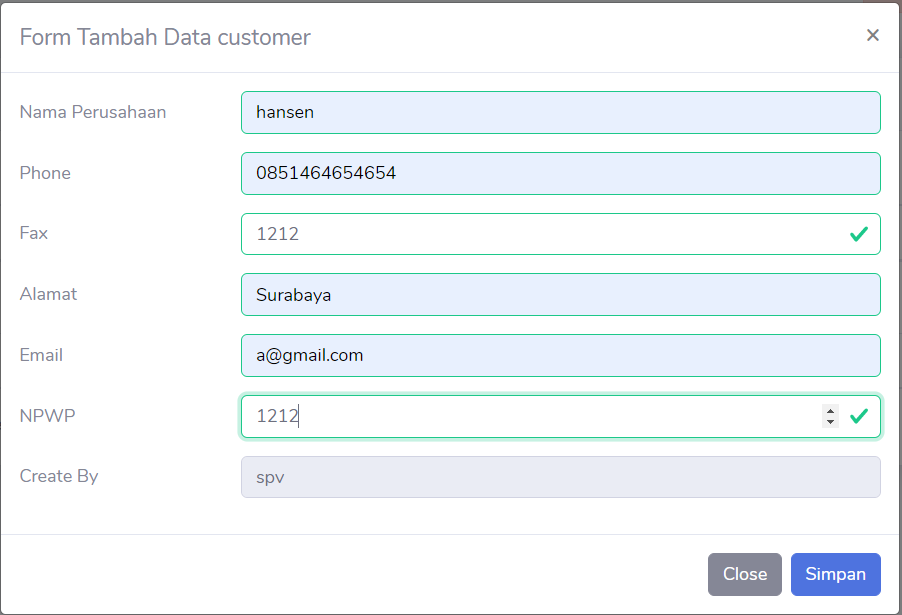 Form Tambah Data customer ×
Nama Perusahaan hansen
Phone 0851464654654
Fax 1212
Alamat Surabaya
Email a@gmail.com
NPWP 1212
Create By spv
Close Simpan